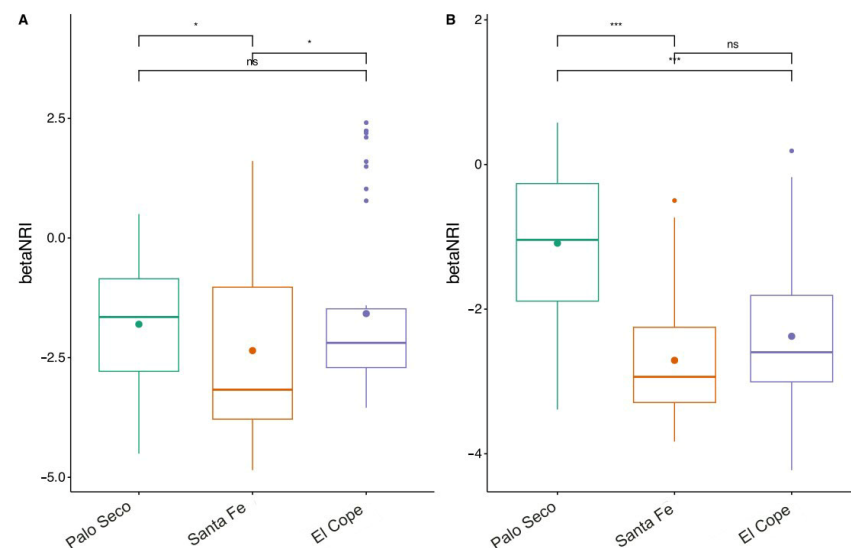 A
*
*
ns
2.5
0.0
−2.5
−5.0
betaNRI
Palo Seco
Santa Fe
El Cope
B
***
ns
***
2
0
−2
−4
betaNRI
Palo Seco
Santa Fe
El Cope